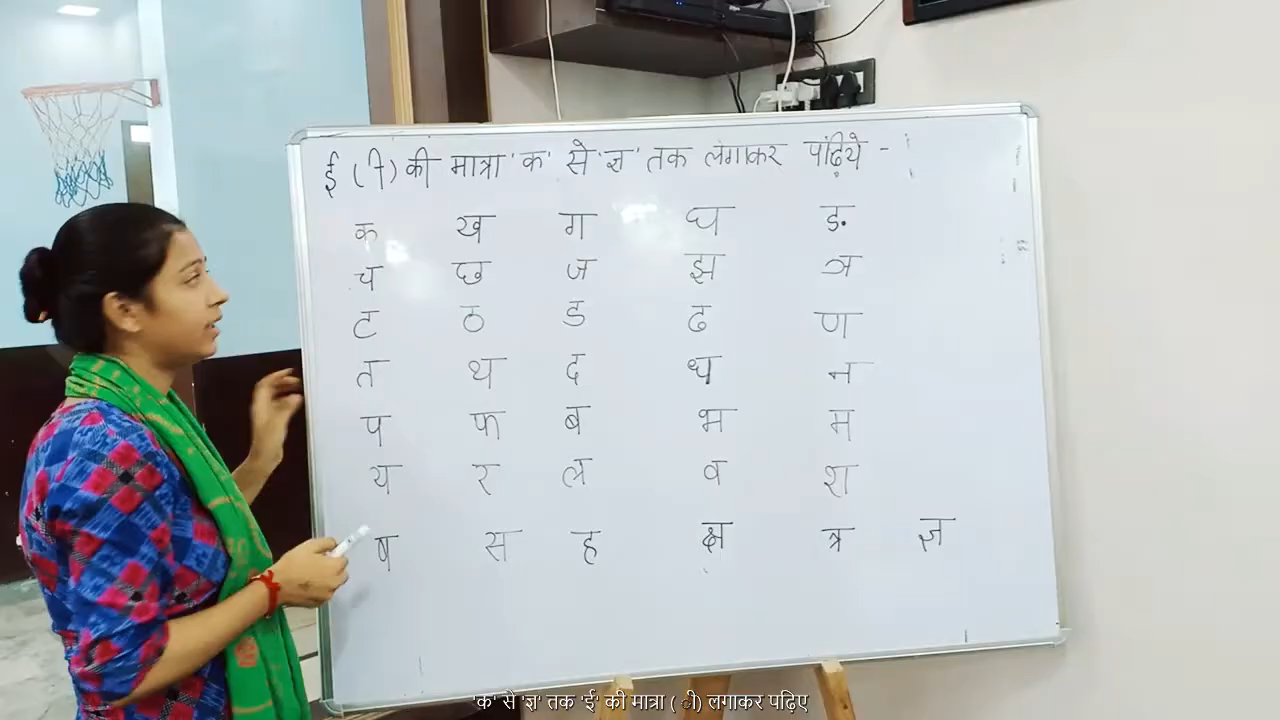 ई ( ी ) की मात्रा 'क' से 'ज्ञ' तक लगाकर पढ़िये -
क ख ग घ ङ
च छ ज झ ञ
ट ठ ड ढ ण
त थ द ध न
प फ ब भ म
य र ल व श
ष स ह क्ष त्र ज्ञ
'क' से 'ज्ञ' तक 'ई' की मात्रा ( ी) लगाकर पढ़िए